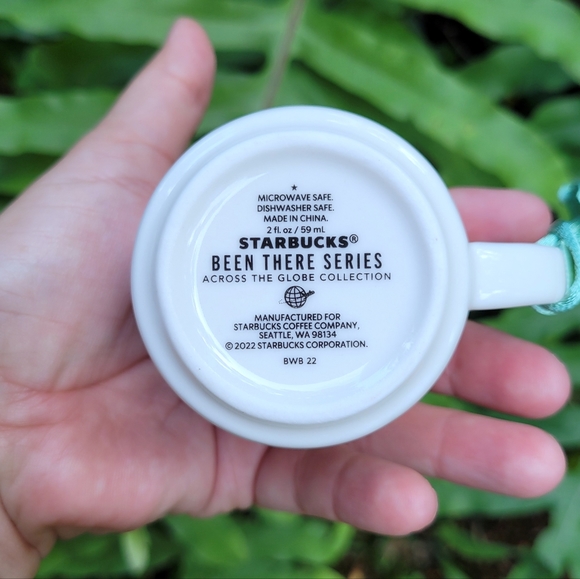 MICROWAVE SAFE.
DISHWASHER SAFE.
MADE IN CHINA.
2 fl. oz / 59 mL
STARBUCKS®
BEEN THERE SERIES
ACROSS THE GLOBE COLLECTION
MANUFACTURED FOR
STARBUCKS COFFEE COMPANY,
SEATTLE, WA 98134
© 2022 STARBUCKS CORPORATION.
BWB 22